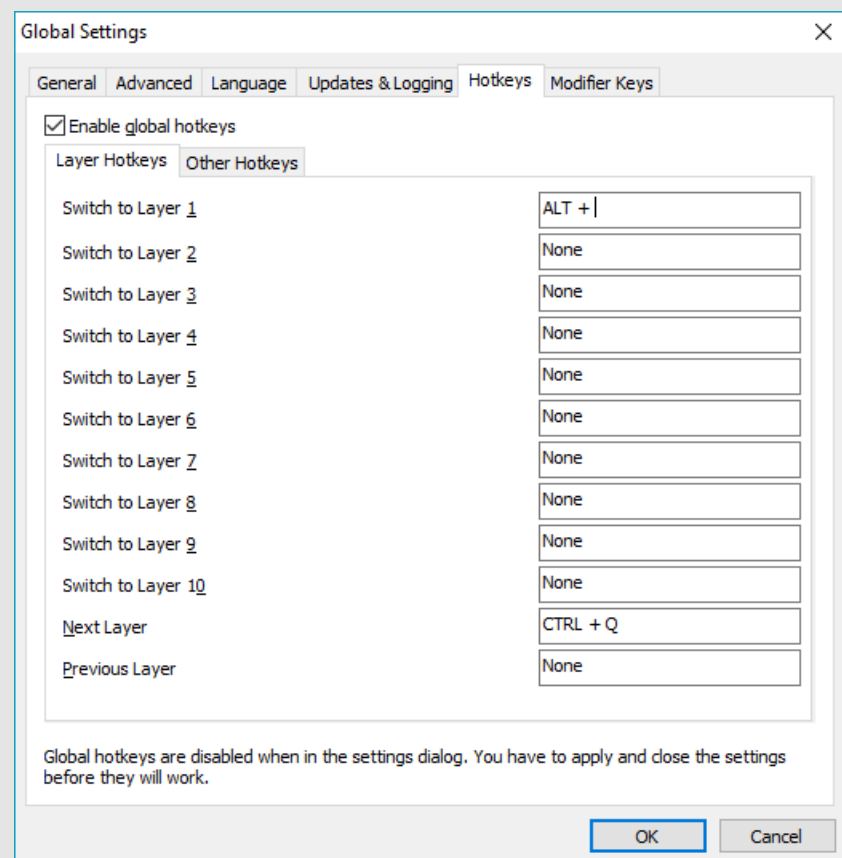 Global Settings
General Advanced Language Updates & Logging Hotkeys Modifier Keys
Enable global hotkeys
Layer Hotkeys Other Hotkeys
Switch to Layer 1 ALT +
Switch to Layer 2 None
Switch to Layer 3 None
Switch to Layer 4 None
Switch to Layer 5 None
Switch to Layer 6 None
Switch to Layer 7 None
Switch to Layer 8 None
Switch to Layer 9 None
Switch to Layer 10 None
Next Layer CTRL + Q
Previous Layer None
Global hotkeys are disabled when in the settings dialog. You have to apply and close the settings
before they will work.
OK Cancel